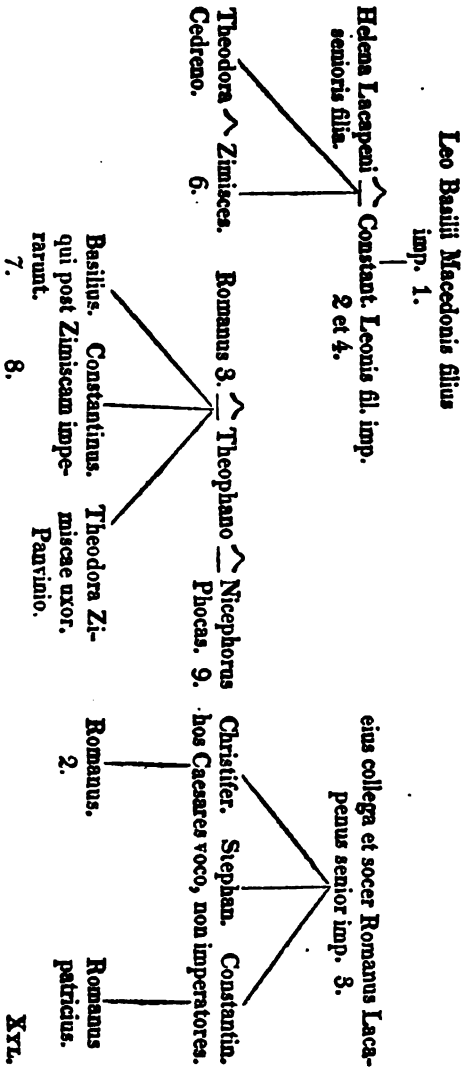 Leo Basilii Macedonis filius
imp. 1.
Helena Lacapeni ^ Constant. Leonis fil. imp.
senioris filia. 2 et 4.
eius collega et socer Romanus Laca-
penus senior imp. 3.
Theodora ^ Zimisces.
Cedreno. 6.
Romanus 3. ^ Theophano ^ Nicephorus
Phocas. 9.
Christifer. Stephan. Constantin.
hos Caesares voco, non imperatores.
Basilius. Constantinus.
qui post Zimiscam impe-
rarunt.
7. 8.
Theodora Zi-
miscae uxor.
Panvinio.
Romanus.
2.
Romanus
patricius.
XYL.